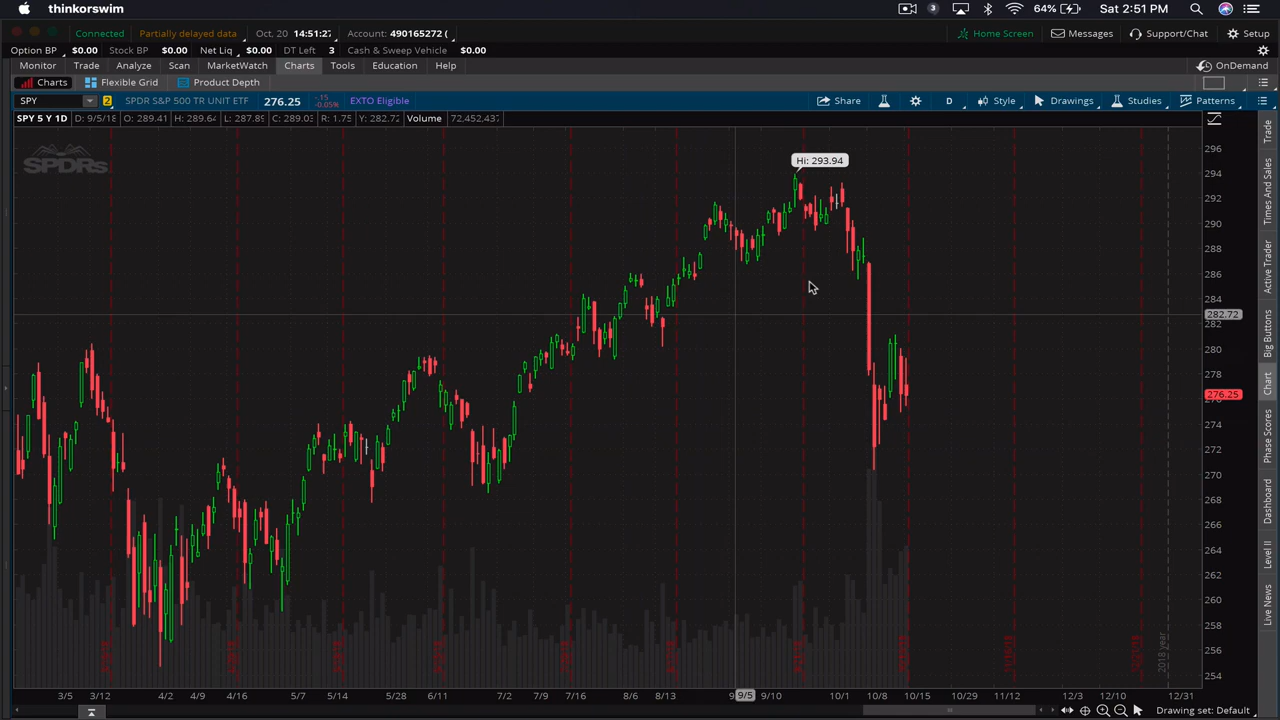 thinkorswim
3
64%
Sat 2:51 PM
Connected
Partially delayed data
Oct, 20 14:51:27
Account: 490165272 (
Home Screen
Messages
Support/Chat
Setup
Option BP $0.00 Stock BP $0.00 Net Liq $0.00 DT Left 3 Cash & Sweep Vehicle $0.00
Monitor Trade Analyze Scan MarketWatch Charts Tools Education Help
OnDemand
Charts Flexible Grid Product Depth
SPY 2 SPDR S&P 500 TR UNIT ETF 276.25 -.15 -0.05% EXTO Eligible
Share D Style Drawings Studies Patterns
SPY 5 Y 1D D: 9/5/18 O: 289.41 H: 289.64 L: 287.89 C: 289.03 R: 1.75 Y: 282.72 Volume 72,452,437
SPDRs
Hi: 293.94
296
294
292
290
288
286
284
282.72
282
280
278
276.25
274
272
270
268
266
264
262
260
258
256
254
Trade
Times And Sales
Active Trader
Big Buttons
Chart
Phase Scores
Dashboard
Level II
Live News
2018 year
3/5 3/12 4/2 4/9 4/16 5/7 5/14 5/28 6/11 7/2 7/9 7/16 8/6 8/13 9/5 9/10 10/1 10/8 10/15 10/29 11/12 12/3 12/10 12/31
Drawing set: Default